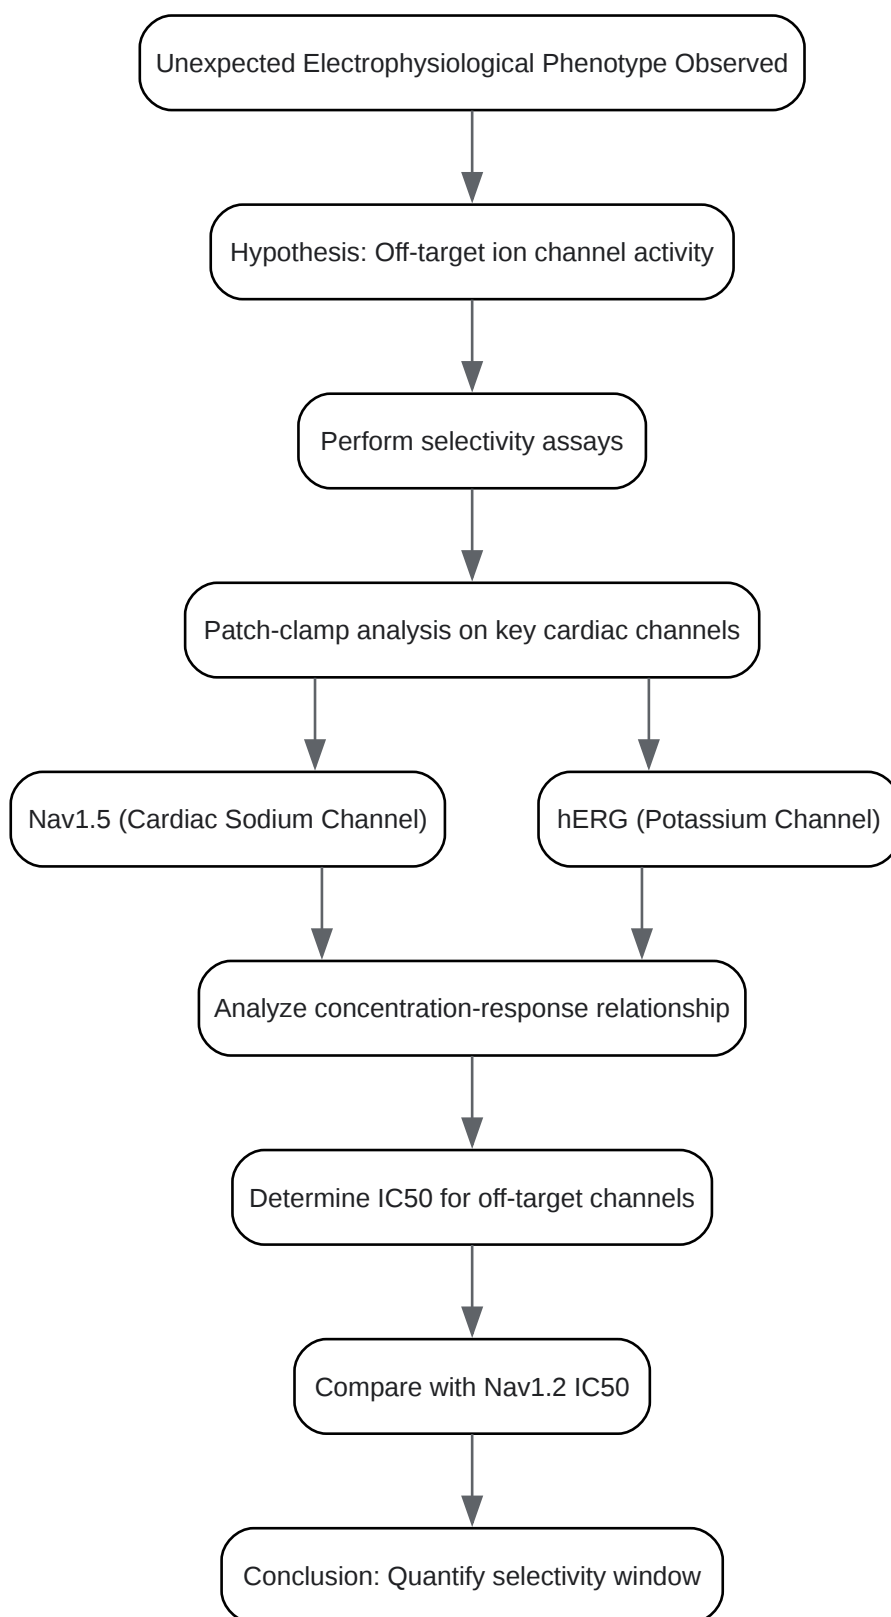 Unexpected Electrophysiological Phenotype Observed
Hypothesis: Off-target ion channel activity
Perform selectivity assays
Patch-clamp analysis on key cardiac channels
Nav1.5 (Cardiac Sodium Channel)
hERG (Potassium Channel)
Analyze concentration-response relationship
Determine IC50 for off-target channels
Compare with Nav1.2 IC50
Conclusion: Quantify selectivity window